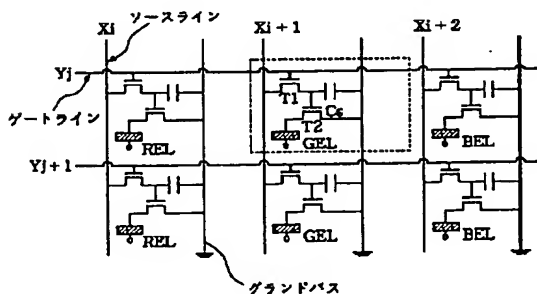 Xi
ソースライン
Xi+1
Xi+2
Yj
ゲートライン
T1
Cs
T2
REL
GEL
BEL
Yj+1
REL
GEL
BEL
グランドバス